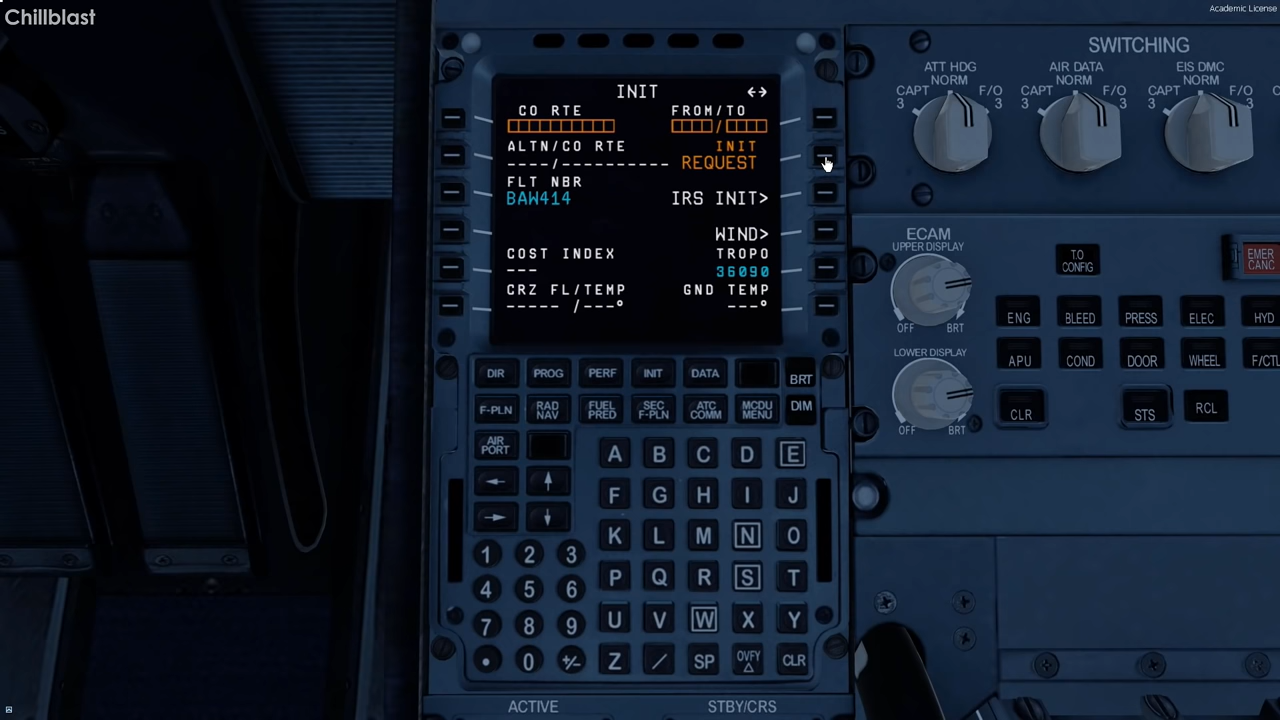 Chillblast
Academic License
INIT ↔
CO RTE FROM/TO
□□□□□□□□□□ □□□□/□□□□
ALTN/CO RTE INIT
----/---------- REQUEST
FLT NBR
BAW414 IRS INIT>
WIND>
COST INDEX TROPO
--- 36090
CRZ FL/TEMP GND TEMP
----- /---° ---°
DIR PROG PERF INIT DATA BRT
F-PLN RAD NAV FUEL PRED SEC F-PLN ATC COMM MCDU MENU DIM
AIR PORT
← ↑
→ ↓
A B C D E
F G H I J
K L M N O
P Q R S T
U V W X Y
Z / SP OVFY △ CLR
1 2 3
4 5 6
7 8 9
• 0 +/-
ACTIVE STBY/CRS
SWITCHING
ATT HDG AIR DATA EIS DMC
NORM NORM NORM
CAPT F/O CAPT F/O CAPT F/O
3 3 3 3 3 3
ECAM
UPPER DISPLAY
OFF BRT
LOWER DISPLAY
OFF BRT
T.O CONFIG
EMER CANC
ENG BLEED PRESS ELEC HYD
APU COND DOOR WHEEL F/CTL
CLR STS RCL